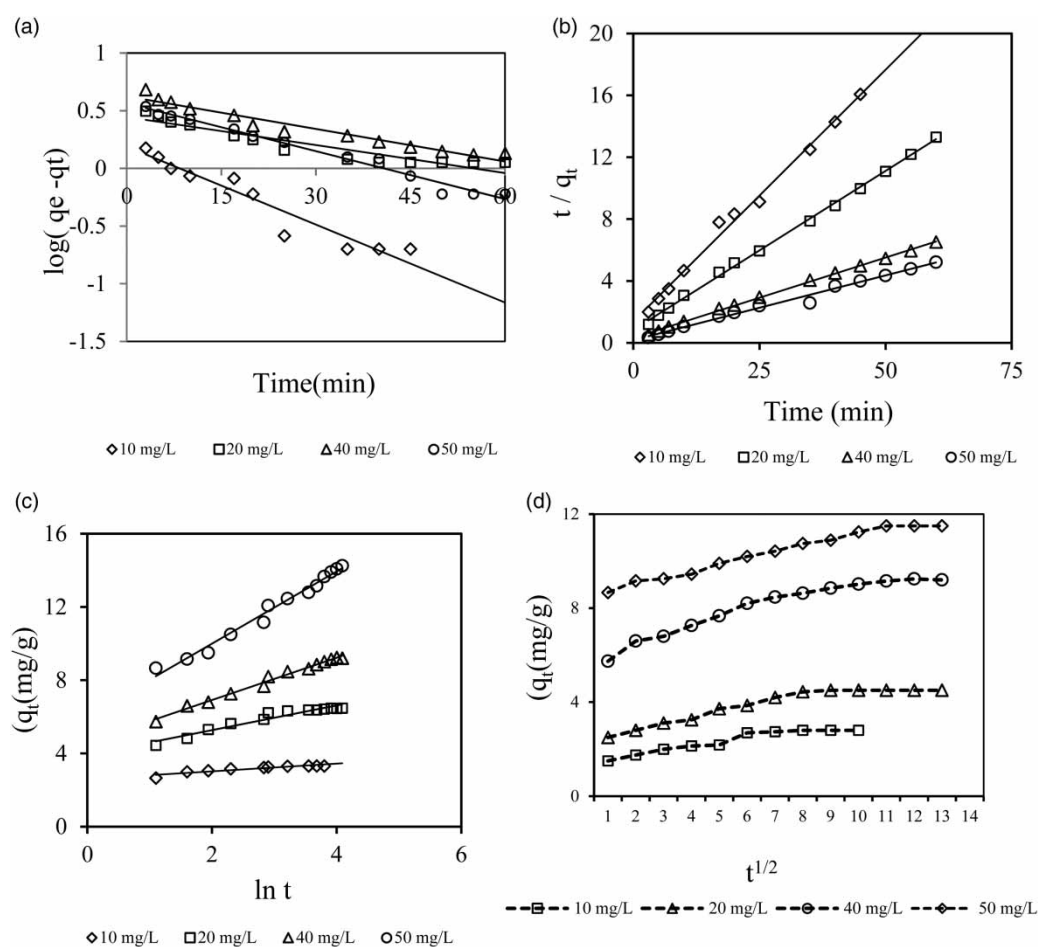 (a)
1
0.5
0
-0.5
-1
-1.5
0 15 30 45 60
log( qe -qt)
Time(min)
10 mg/L 20 mg/L 40 mg/L 50 mg/L
(b)
20
16
12
8
4
0
0 25 50 75
t / qt
Time (min)
10 mg/L 20 mg/L 40 mg/L 50 mg/L
(c)
16
12
8
4
0
0 2 4 6
(qt(mg/g)
ln t
10 mg/L 20 mg/L 40 mg/L 50 mg/L
(d)
12
8
4
0
1 2 3 4 5 6 7 8 9 10 11 12 13 14
(qt(mg/g)
t1/2
10 mg/L 20 mg/L 40 mg/L 50 mg/L